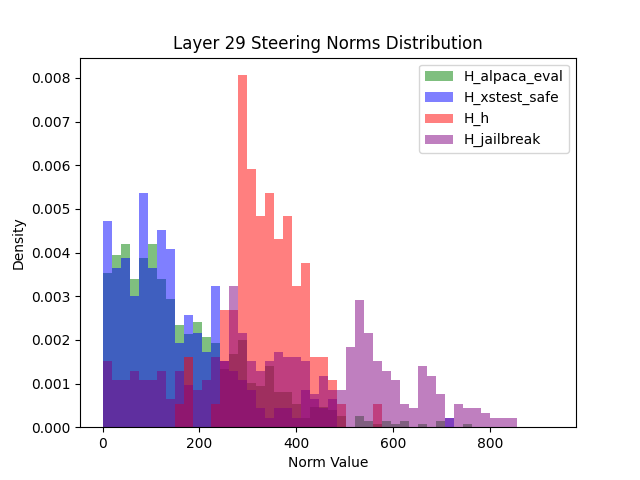 Layer 29 Steering Norms Distribution
H_alpaca_eval
H_xstest_safe
H_h
H_jailbreak
Density
0.008
0.007
0.006
0.005
0.004
0.003
0.002
0.001
0.000
0
200
400
600
800
Norm Value